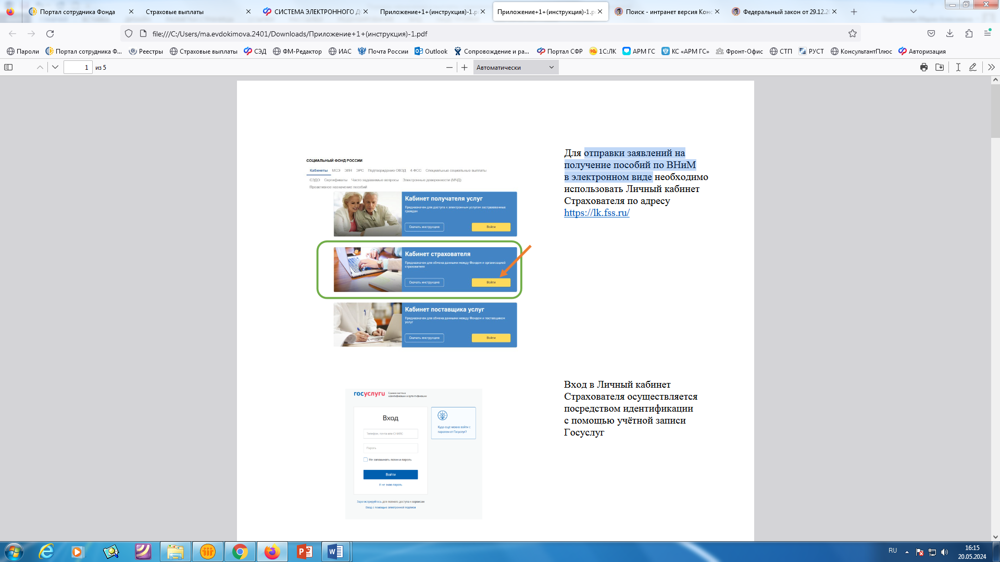 Портал сотрудника Фонда
Страховые выплаты
СИСТЕМА ЭЛЕКТРОННОГО Д
Приложение+1+(инструкция)-1.p
Приложение+1+(инструкция)-1.p
Поиск - интранет версия Конс
Федеральный закон от 29.12.20
file:///C:/Users/ma.evdokimova.2401/Downloads/Приложение+1+(инструкция)-1.pdf
Пароли
Портал сотрудника Ф...
Реестры
Страховые выплаты
СЭД
ФМ-Редактор
ИАС
Почта России
Outlook
Сопровождение и ра...
Портал СФР
1С:ЛК
АРМ ГС
КС «АРМ ГС»
Фронт-Офис
СТП
РУСТ
КонсультантПлюс
Авторизация
1 из 5
Автоматически
СОЦИАЛЬНЫЙ ФОНД РОССИИ
Кабинеты МСЭ ЭЛН ЭРС Подтверждение ОВЭД 4-ФСС Специальные социальные выплаты
СЭДО Сертификаты Часто задаваемые вопросы Электронные доверенности (МЧД)
Проактивное назначение пособий
Кабинет получателя услуг
Предназначен для доступа к электронным услугам застрахованных
граждан
Скачать инструкцию
Войти
Кабинет страхователя
Предназначен для обмена данными между Фондом и организацией
страхователя
Скачать инструкцию
Войти
Кабинет поставщика услуг
Предназначен для обмена данными между Фондом и поставщиком
услуг
Скачать инструкцию
Войти
Для отправки заявлений на
получение пособий по ВНиМ
в электронном виде необходимо
использовать Личный кабинет
Страхователя по адресу
https://lk.fss.ru/
госуслуги
Единая система
идентификации и аутентификации
Вход
Телефон, почта или СНИЛС
Пароль
Не запоминать логин и пароль
Войти
Я не знаю пароль
Куда ещё можно войти с
паролем от Госуслуг?
Зарегистрируйтесь для полного доступа к сервисам
Вход с помощью электронной подписи
Вход в Личный кабинет
Страхователя осуществляется
посредством идентификации
с помощью учётной записи
Госуслуг
RU
16:15
20.05.2024